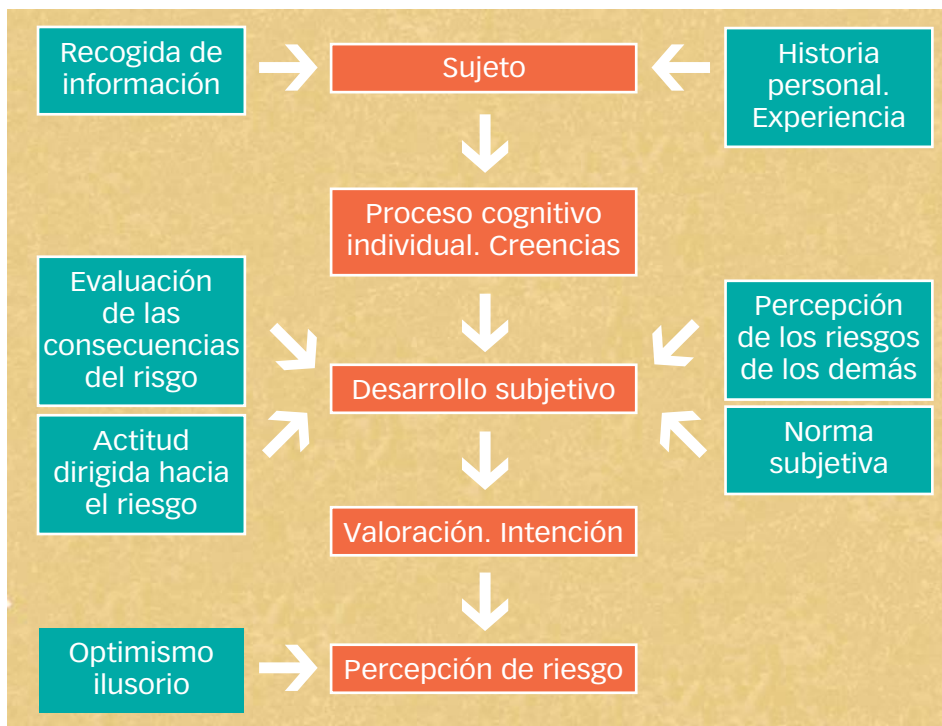 Recogida de
información
Sujeto
Historia
personal.
Experiencia
Proceso cognitivo
individual. Creencias
Evaluación
de las
consecuencias
del risgo
Percepción
de los riesgos
de los demás
Desarrollo subjetivo
Actitud
dirigida hacia
el riesgo
Norma
subjetiva
Valoración. Intención
Optimismo
ilusorio
Percepción de riesgo